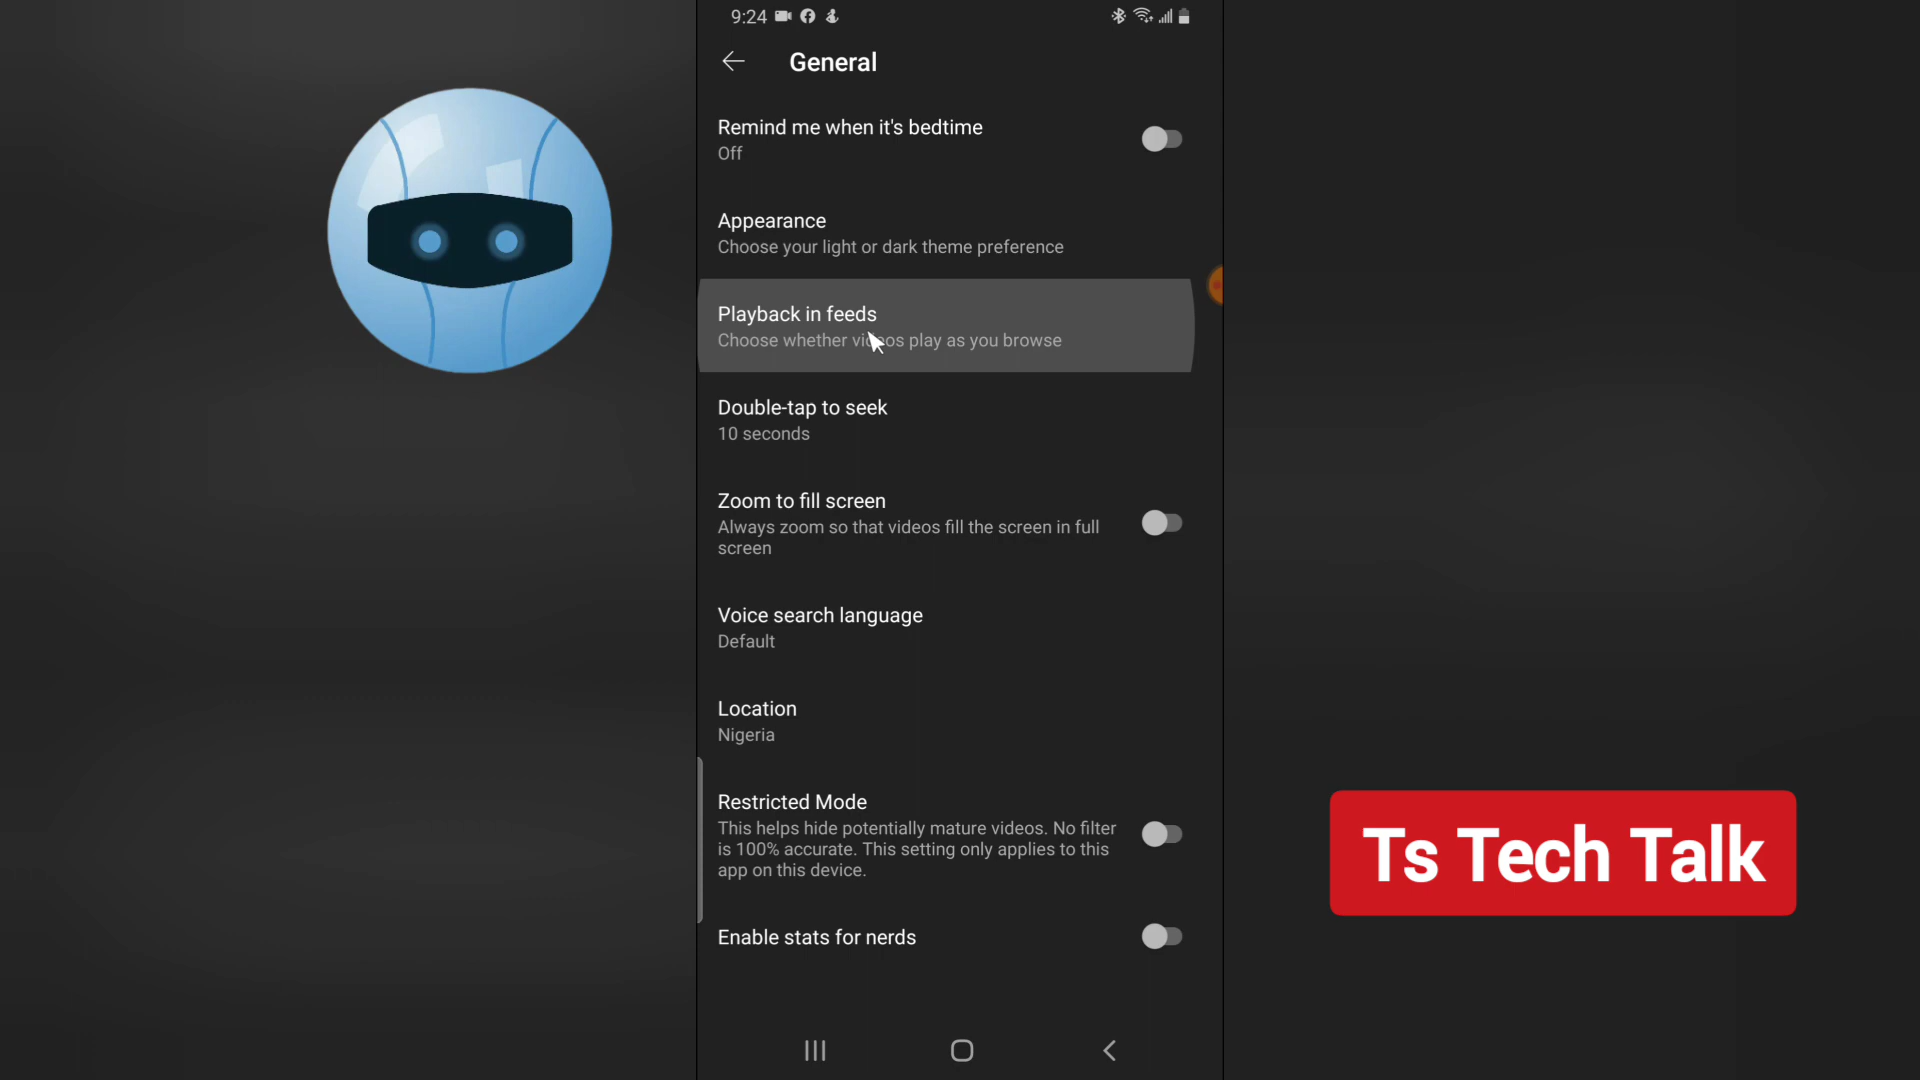 9:24
General
Remind me when it's bedtime
Off
Appearance
Choose your light or dark theme preference
Playback in feeds
Choose whether videos play as you browse
Double-tap to seek
10 seconds
Zoom to fill screen
Always zoom so that videos fill the screen in full
screen
Voice search language
Default
Location
Nigeria
Restricted Mode
This helps hide potentially mature videos. No filter
is 100% accurate. This setting only applies to this
app on this device.
Enable stats for nerds
Ts Tech Talk